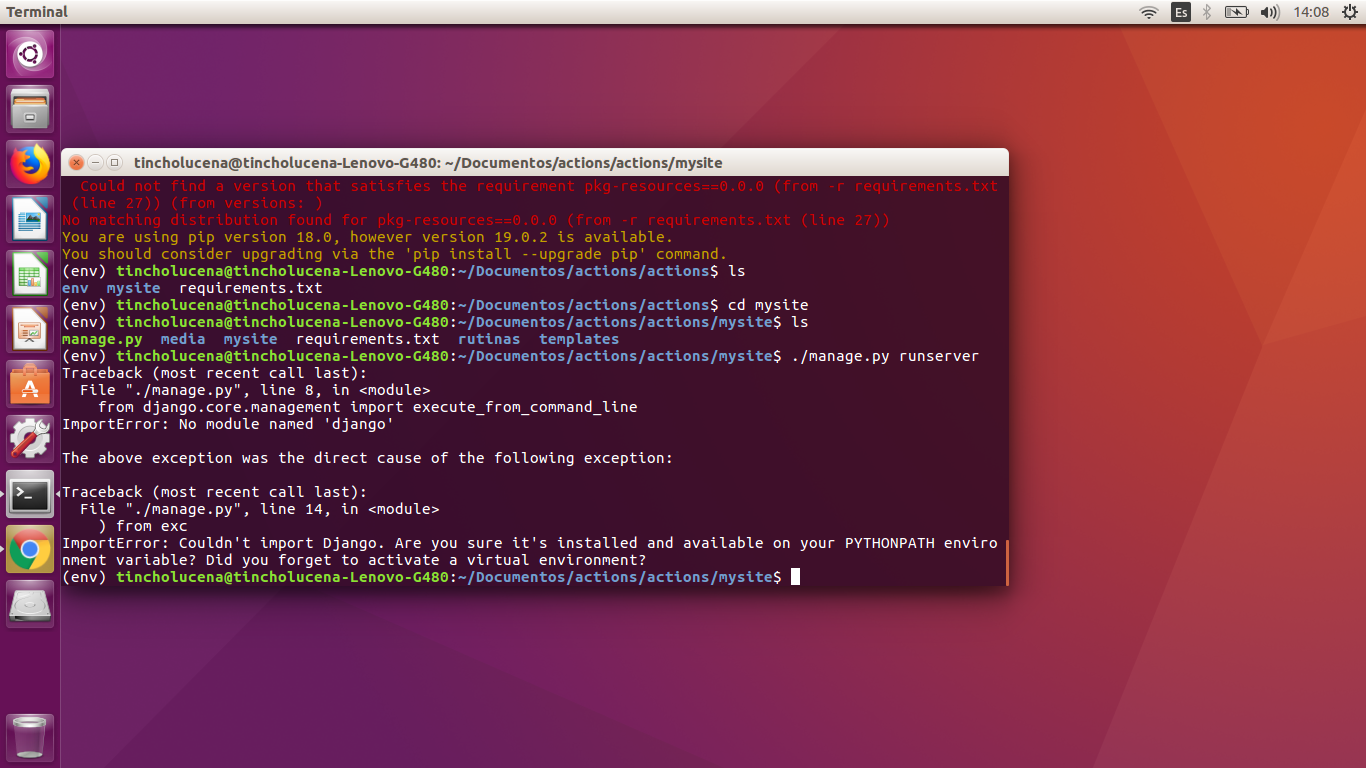 Terminal
Es
14:08
tincholucena@tincholucena-Lenovo-G480: ~/Documentos/actions/actions/mysite
Could not find a version that satisfies the requirement pkg-resources==0.0.0 (from -r requirements.txt
(line 27)) (from versions: )
No matching distribution found for pkg-resources==0.0.0 (from -r requirements.txt (line 27))
You are using pip version 18.0, however version 19.0.2 is available.
You should consider upgrading via the 'pip install --upgrade pip' command.
(env) tincholucena@tincholucena-Lenovo-G480:~/Documentos/actions/actions$ ls
env mysite requirements.txt
(env) tincholucena@tincholucena-Lenovo-G480:~/Documentos/actions/actions$ cd mysite
(env) tincholucena@tincholucena-Lenovo-G480:~/Documentos/actions/actions/mysite$ ls
manage.py media mysite requirements.txt rutinas templates
(env) tincholucena@tincholucena-Lenovo-G480:~/Documentos/actions/actions/mysite$ ./manage.py runserver
Traceback (most recent call last):
File "./manage.py", line 8, in <module>
from django.core.management import execute_from_command_line
ImportError: No module named 'django'
The above exception was the direct cause of the following exception:
Traceback (most recent call last):
File "./manage.py", line 14, in <module>
) from exc
ImportError: Couldn't import Django. Are you sure it's installed and available on your PYTHONPATH enviro
nment variable? Did you forget to activate a virtual environment?
(env) tincholucena@tincholucena-Lenovo-G480:~/Documentos/actions/actions/mysite$